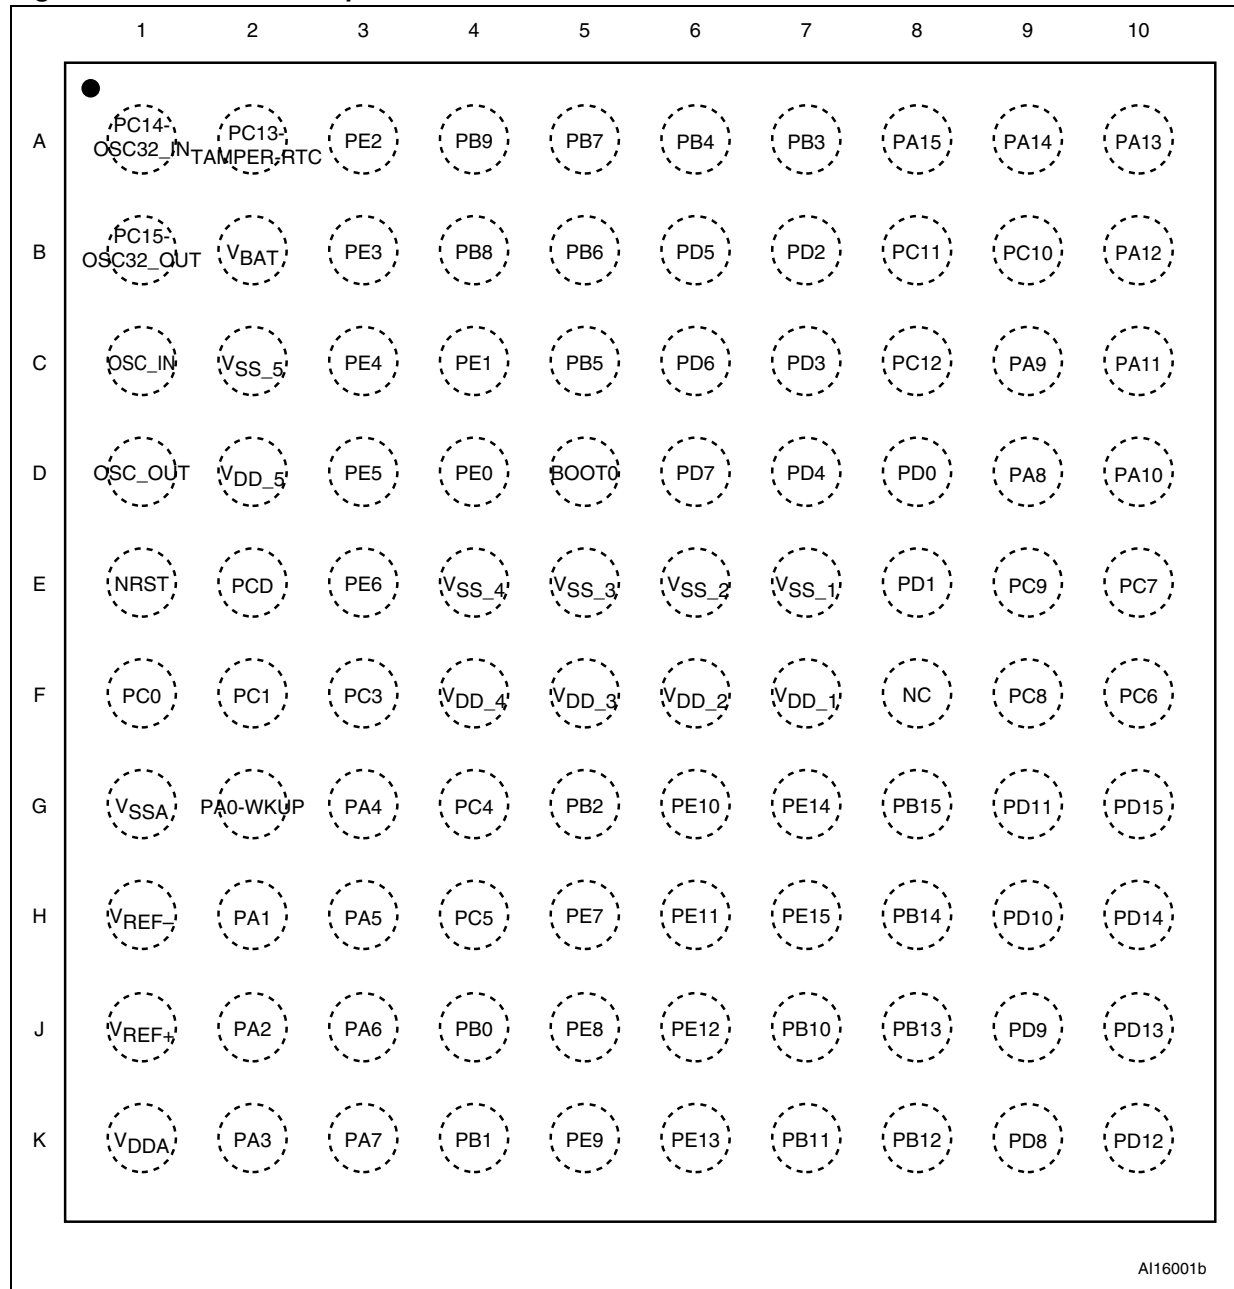 1 2 3 4 5 6 7 8 9 10
A PC14-OSC32_IN PC13-TAMPER-RTC PE2 PB9 PB7 PB4 PB3 PA15 PA14 PA13
B PC15-OSC32_OUT VBAT PE3 PB8 PB6 PD5 PD2 PC11 PC10 PA12
C OSC_IN VSS_5 PE4 PE1 PB5 PD6 PD3 PC12 PA9 PA11
D OSC_OUT VDD_5 PE5 PE0 BOOT0 PD7 PD4 PD0 PA8 PA10
E NRST PCD PE6 VSS_4 VSS_3 VSS_2 VSS_1 PD1 PC9 PC7
F PC0 PC1 PC3 VDD_4 VDD_3 VDD_2 VDD_1 NC PC8 PC6
G VSSA PA0-WKUP PA4 PC4 PB2 PE10 PE14 PB15 PD11 PD15
H VREF– PA1 PA5 PC5 PE7 PE11 PE15 PB14 PD10 PD14
J VREF+ PA2 PA6 PB0 PE8 PE12 PB10 PB13 PD9 PD13
K VDDA PA3 PA7 PB1 PE9 PE13 PB11 PB12 PD8 PD12
AI16001b